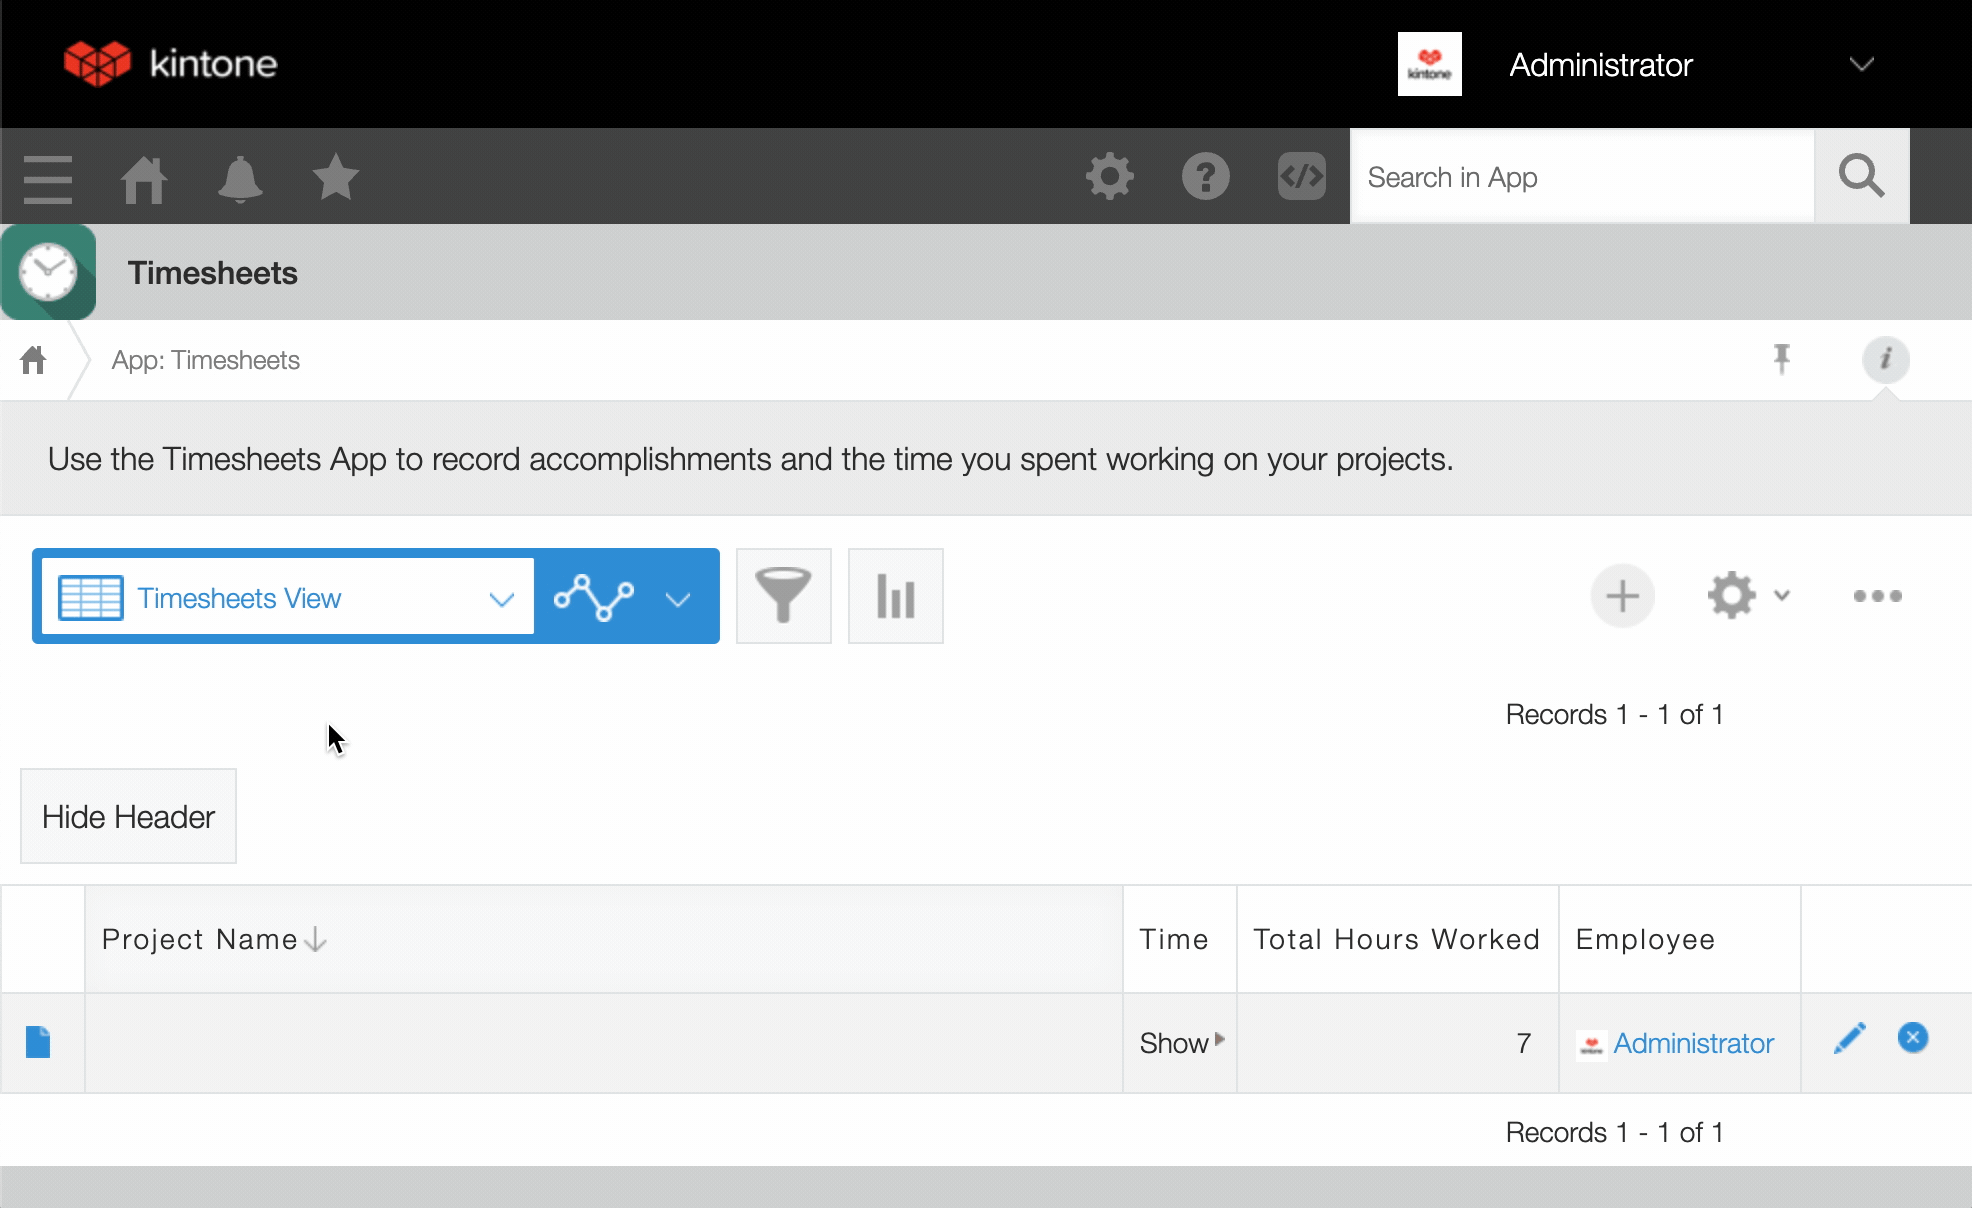 kintone
kintone
Administrator
Search in App
Timesheets
App: Timesheets
Use the Timesheets App to record accomplishments and the time you spent working on your projects.
Timesheets View
Records 1 - 1 of 1
Hide Header
Project Name Time Total Hours Worked Employee
Show 7 Administrator
Records 1 - 1 of 1